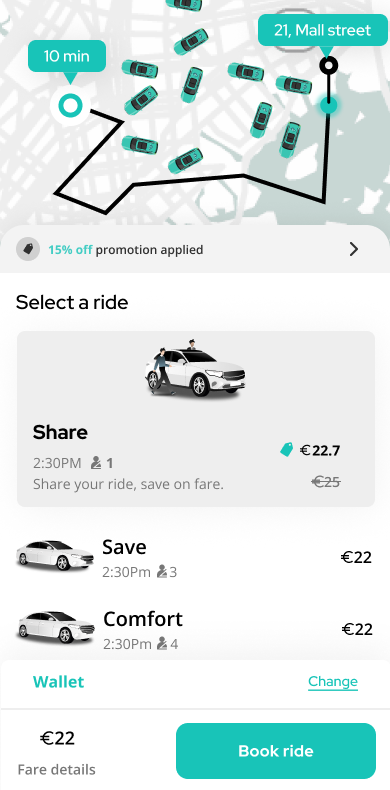 21, Mall street
10 min
15% off promotion applied
Select a ride
Share
€22.7
2:30PM 1
Share your ride, save on fare.
€25
Save
€22
2:30Pm 3
Comfort
€22
2:30Pm 4
Wallet
Change
€22
Book ride
Fare details